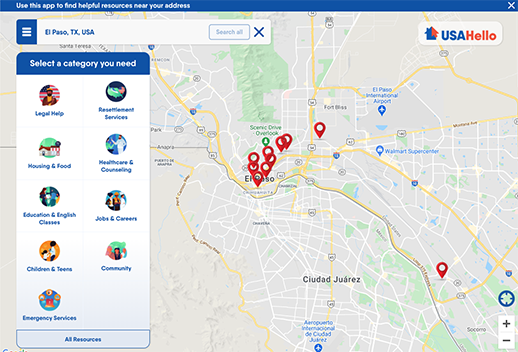 Use this app to find helpful resources near your address
El Paso, TX, USA
Search all
USAHello
Select a category you need
Legal Help
Resettlement
Services
Housing & Food
Healthcare &
Counseling
Education & English
Classes
Jobs & Careers
Children & Teens
Community
Emergency Services
All Resources
Santa Teresa
Fort Bliss
El Paso
International
Airport
Scenic Drive
Overlook
Montana Ave
Walmart Supercenter
El Paso
Ciudad Juárez
Socorro
Aeropuerto
Internacional
de Ciudad
Juárez
+
−